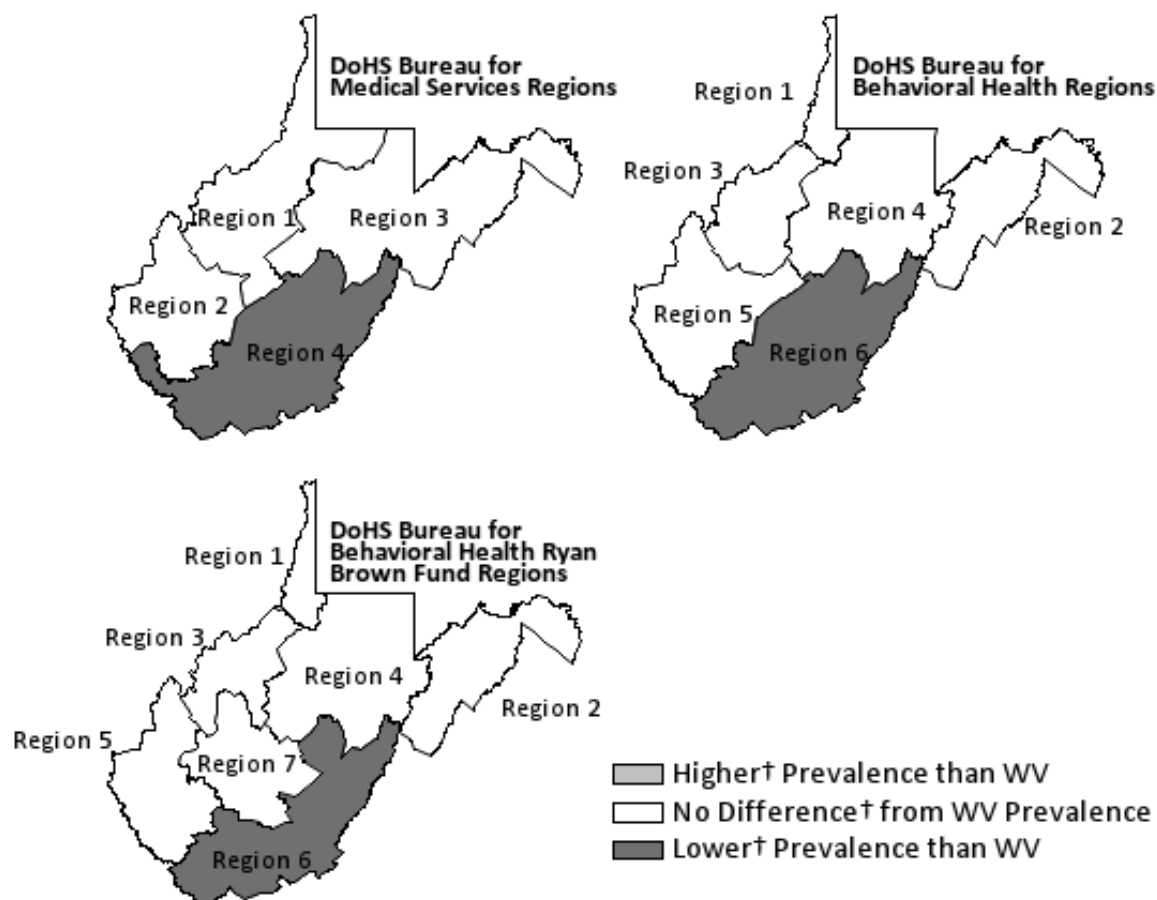 DoHS Bureau for
Medical Services Regions
Region 1
Region 3
Region 2
Region 4
DoHS Bureau for
Behavioral Health Regions
Region 1
Region 3
Region 4
Region 2
Region 5
Region 6
DoHS Bureau for
Behavioral Health Ryan
Brown Fund Regions
Region 1
Region 3
Region 4
Region 2
Region 5
Region 7
Region 6
Higher† Prevalence than WV
No Difference† from WV Prevalence
Lower† Prevalence than WV